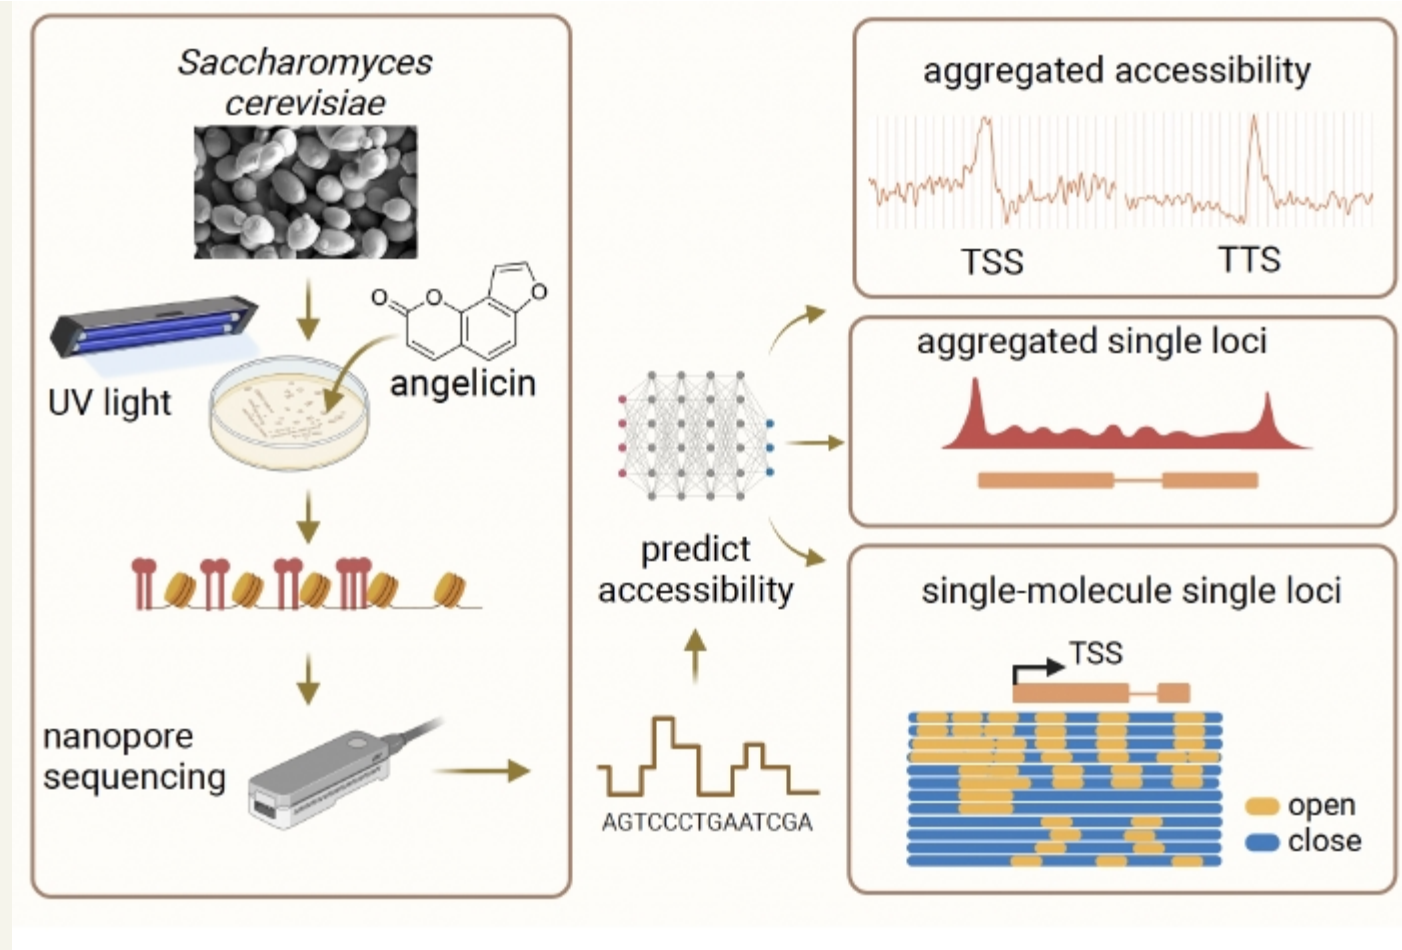 Saccharomyces
cerevisiae
O
O
O
UV light
angelicin
nanopore
sequencing
predict
accessibility
AGTCCCTGAATCGA
aggregated accessibility
TSS
TTS
aggregated single loci
single-molecule single loci
TSS
open
close